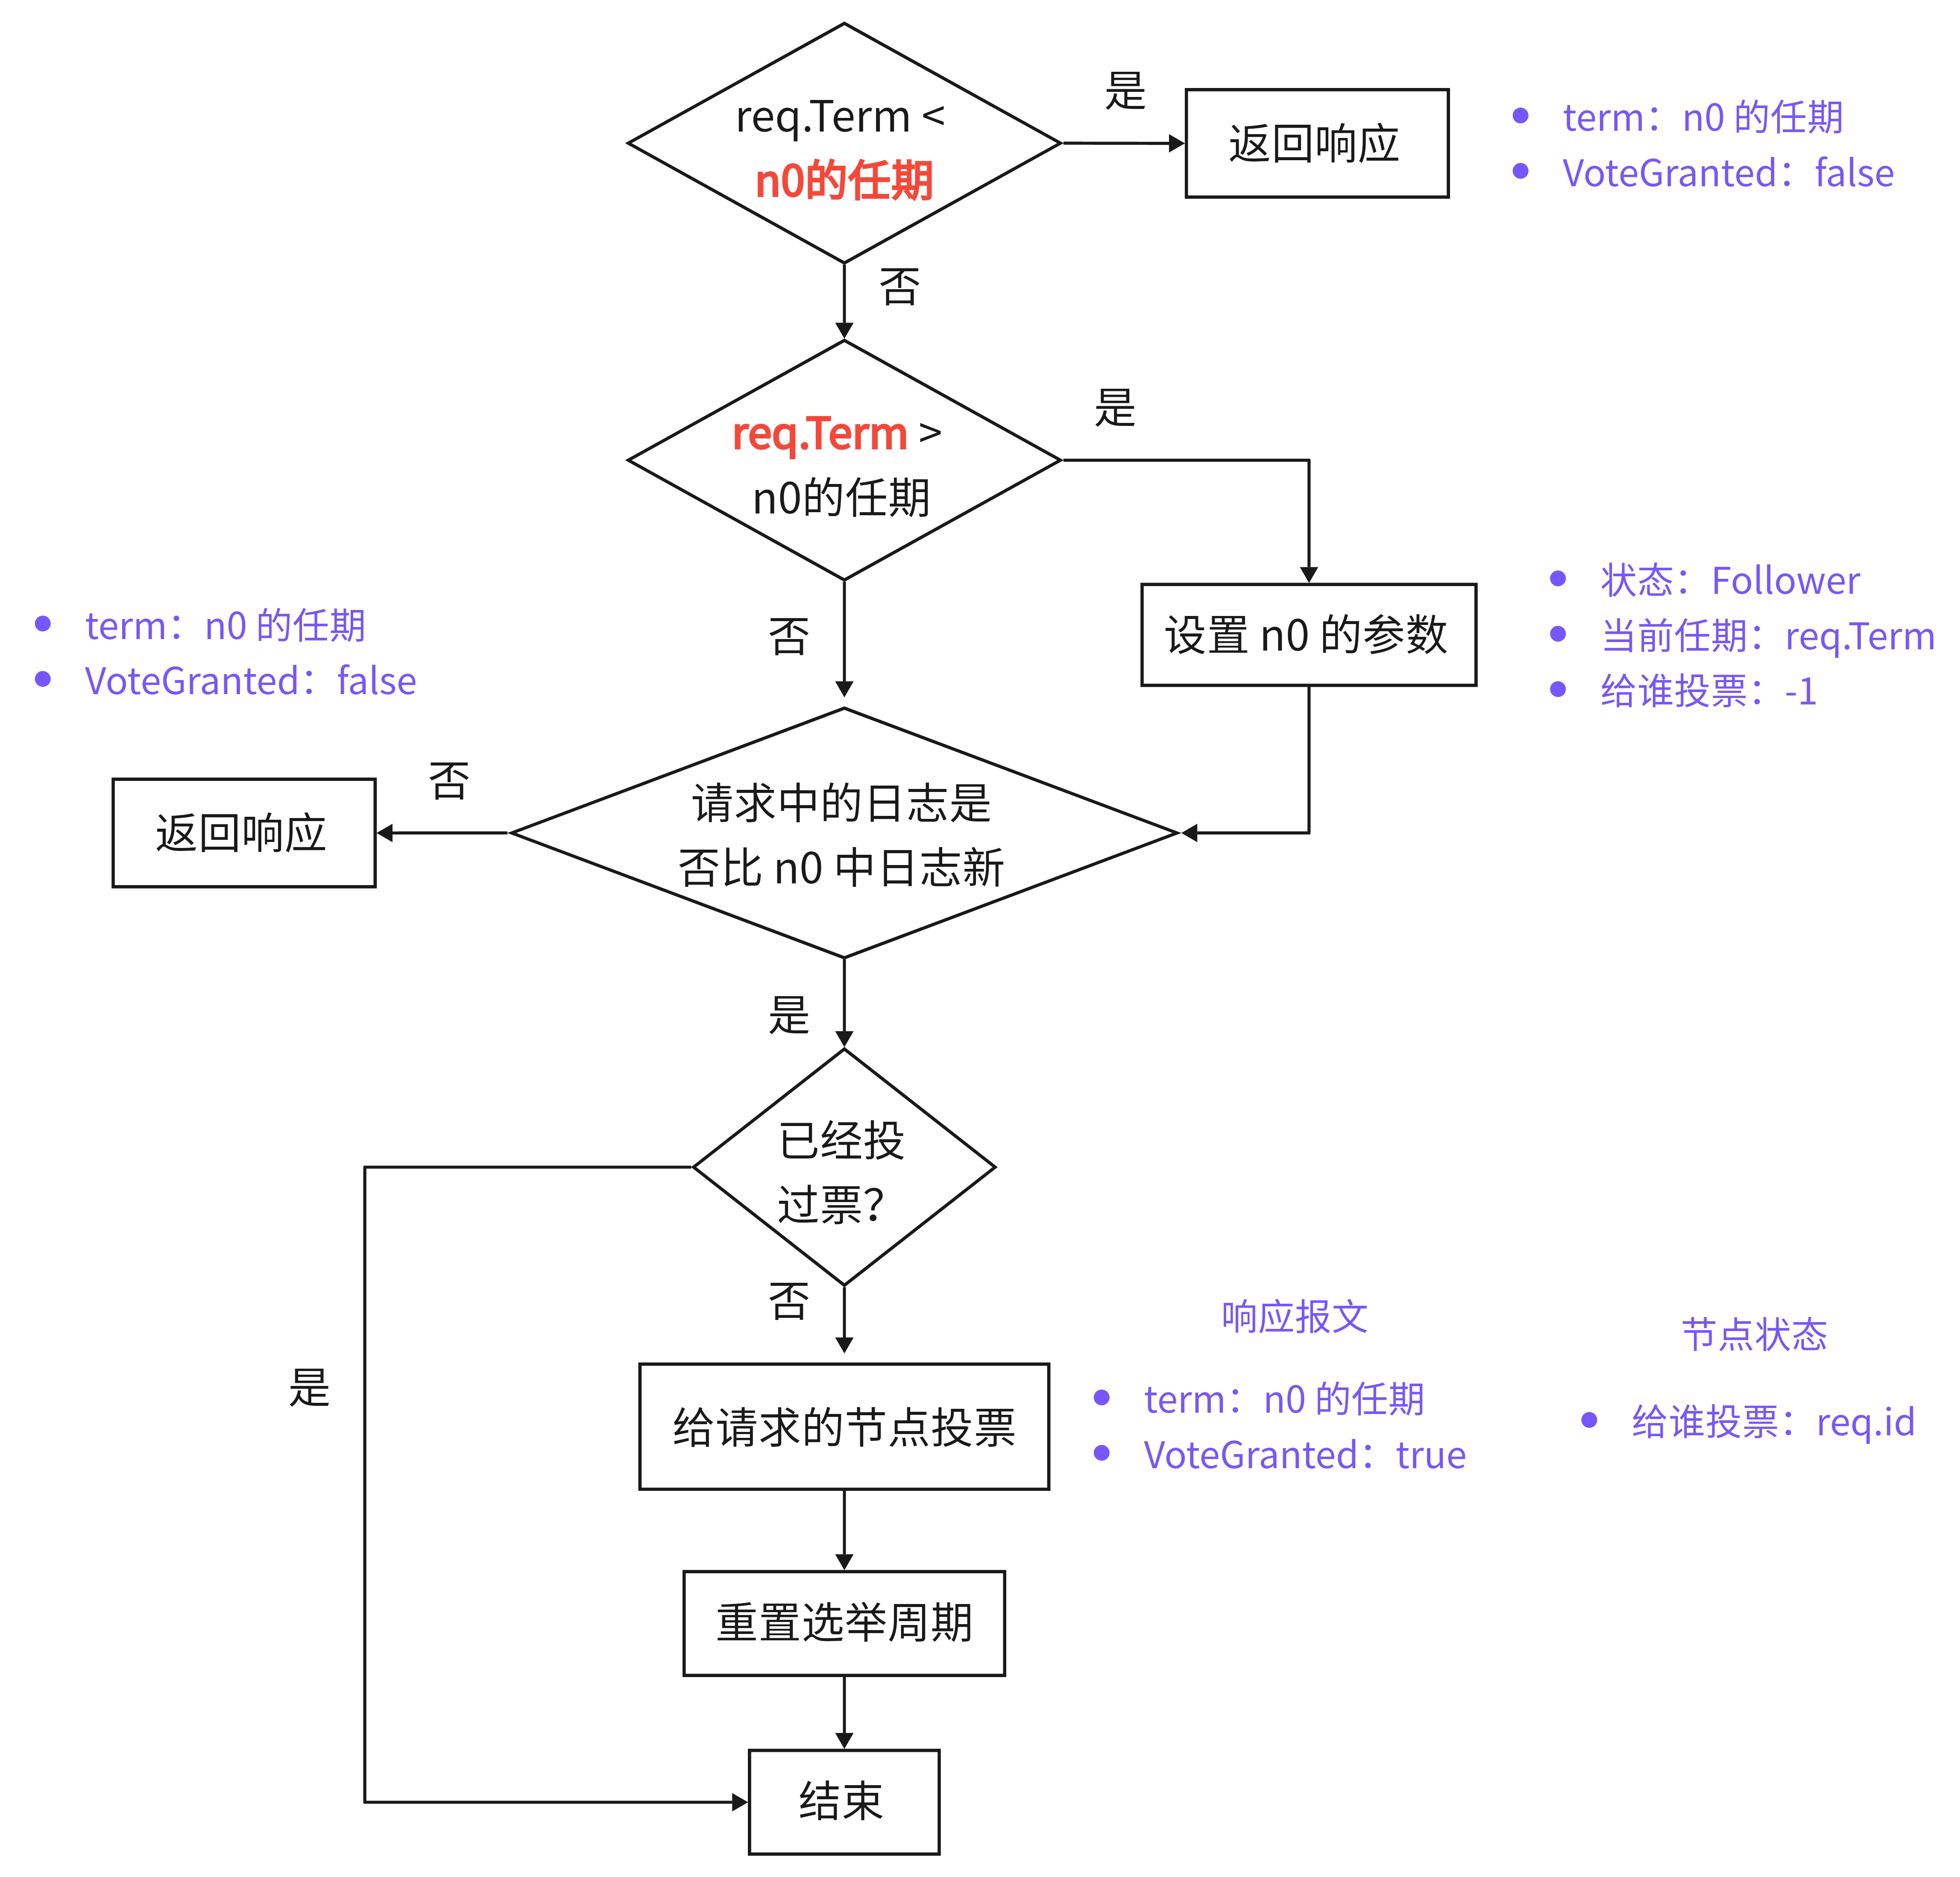 req.Term <
n0的任期
是
返回响应
term：n0 的任期
VoteGranted：false
否
req.Term >
n0的任期
是
设置 n0 的参数
状态：Follower
当前任期：req.Term
给谁投票：-1
否
term：n0 的任期
VoteGranted：false
请求中的日志是
否比 n0 中日志新
否
返回响应
是
已经投
过票？
否
是
给请求的节点投票
响应报文
term：n0 的任期
VoteGranted：true
节点状态
给谁投票：req.id
重置选举周期
结束